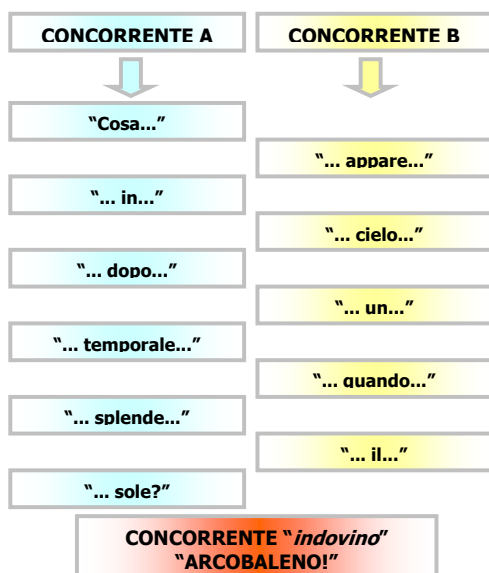 CONCORRENTE A
CONCORRENTE B
“Cosa...”
“... appare...”
“... in...”
“... cielo...”
“... dopo...”
“... un...”
“... temporale...”
“... quando...”
“... splende...”
“... il...”
“... sole?”
CONCORRENTE “indovino”
“ARCOBALENO!”